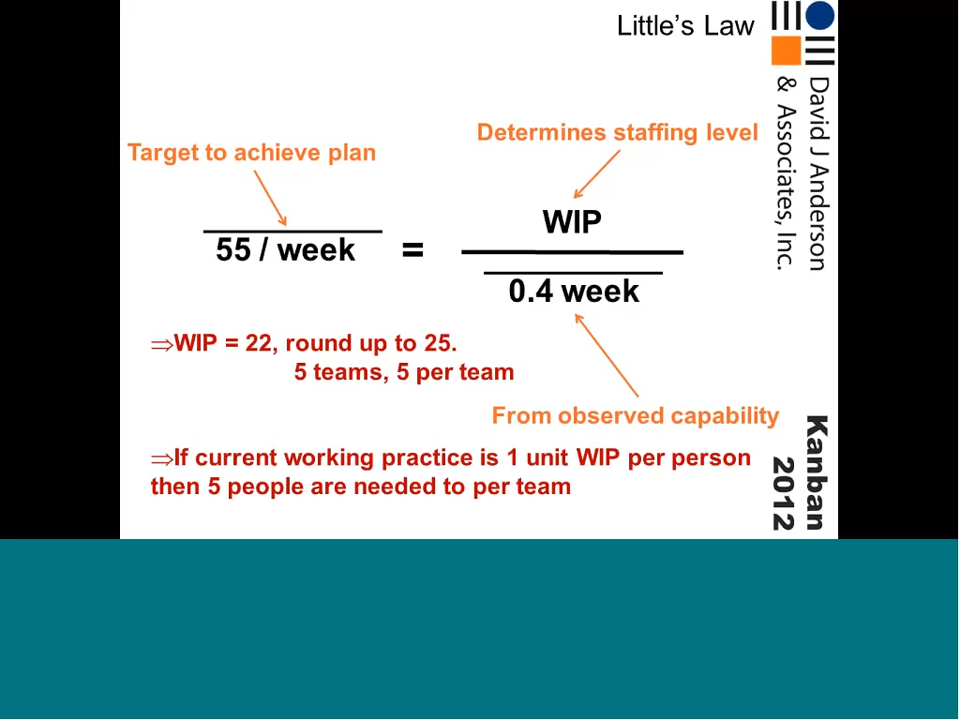 Little’s Law
Determines staffing level
Target to achieve plan
WIP
55 / week =
0.4 week
⇒WIP = 22, round up to 25.
5 teams, 5 per team
From observed capability
⇒If current working practice is 1 unit WIP per person
then 5 people are needed to per team
David J Anderson
& Associates, Inc.
Kanban
2012